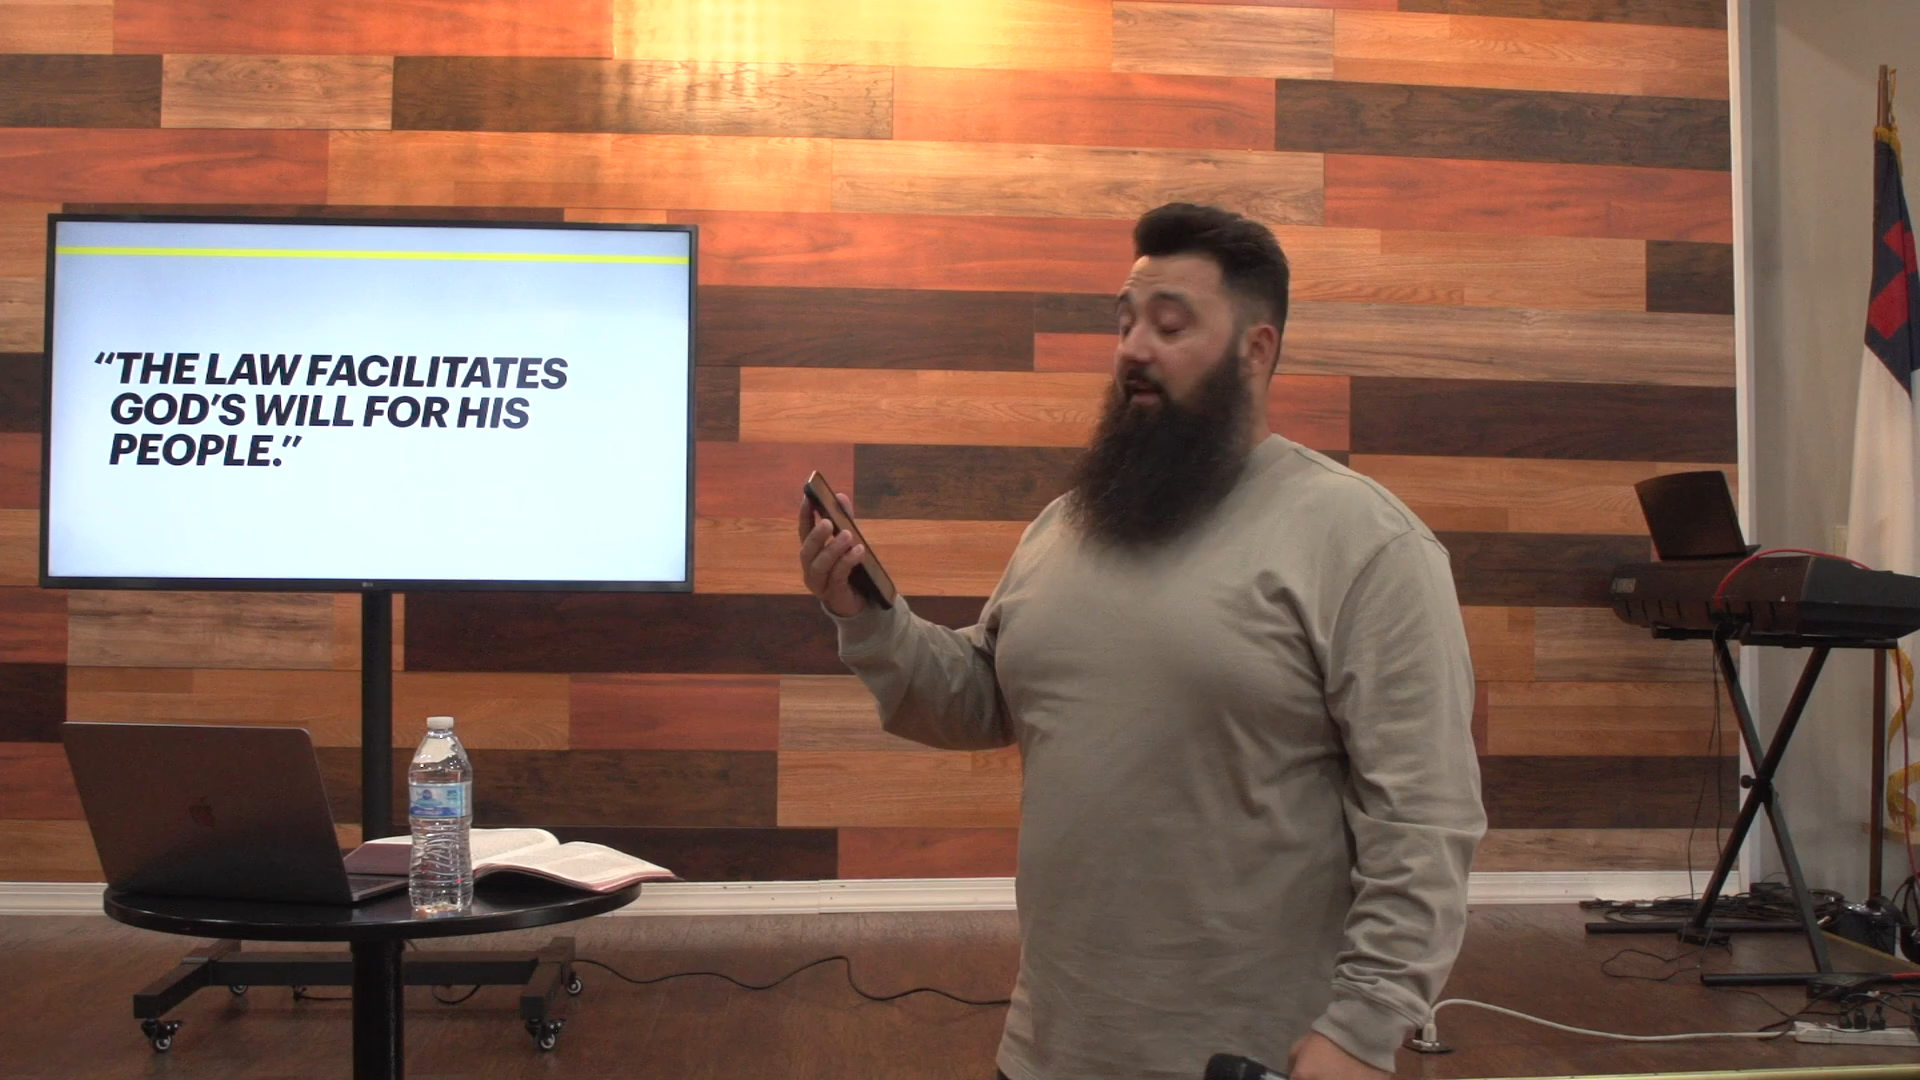 “THE LAW FACILITATES
GOD’S WILL FOR HIS
PEOPLE.”